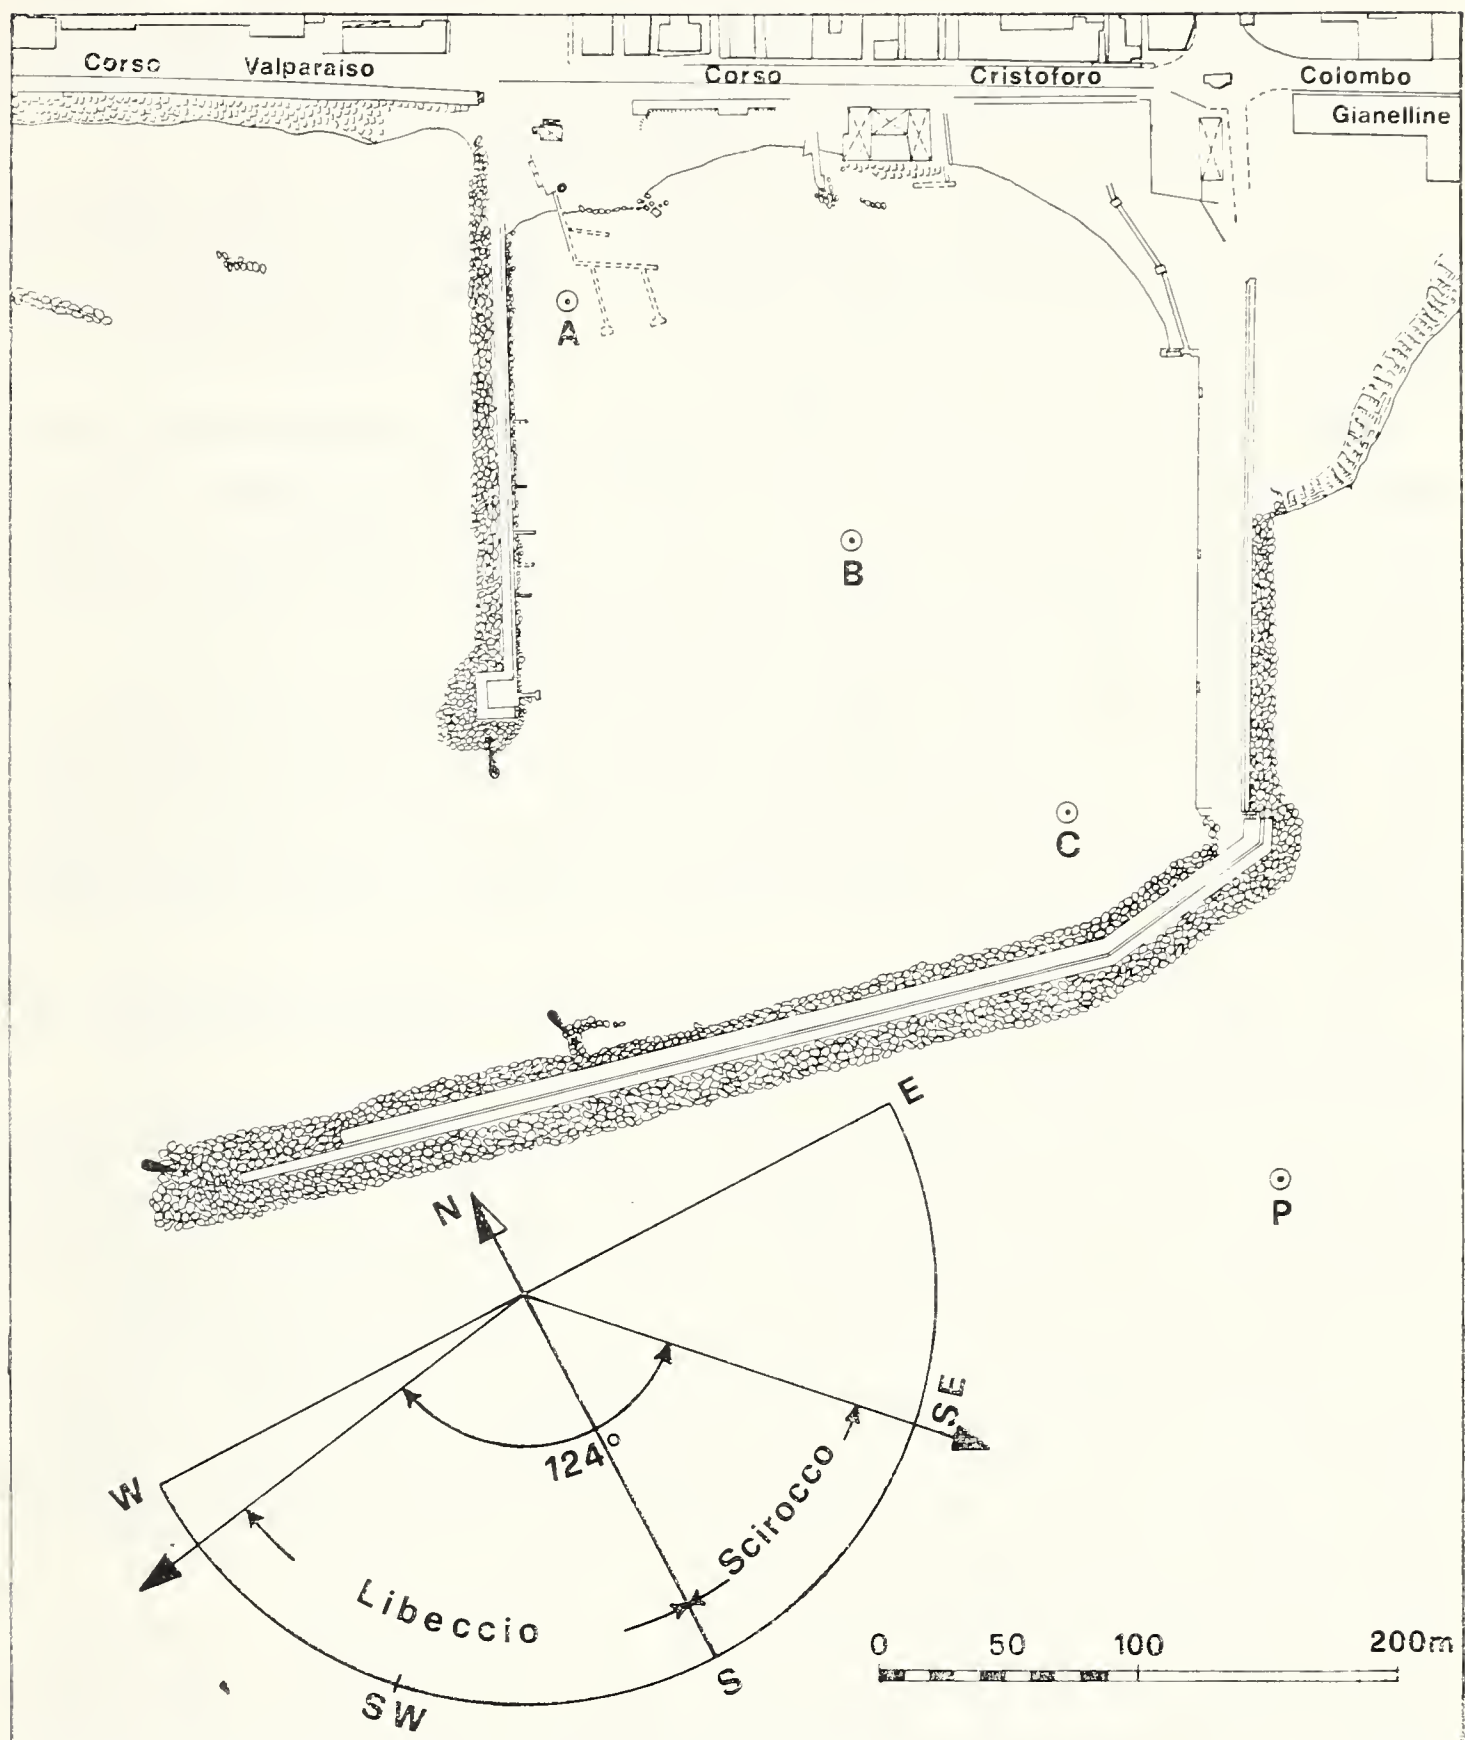 Corso Valparaiso
Corso Cristoforo Colombo
Gianelline
A
B
C
E
N
P
SE
124°
W
Scirocco
Libeccio
S
SW
0 50 100 200m